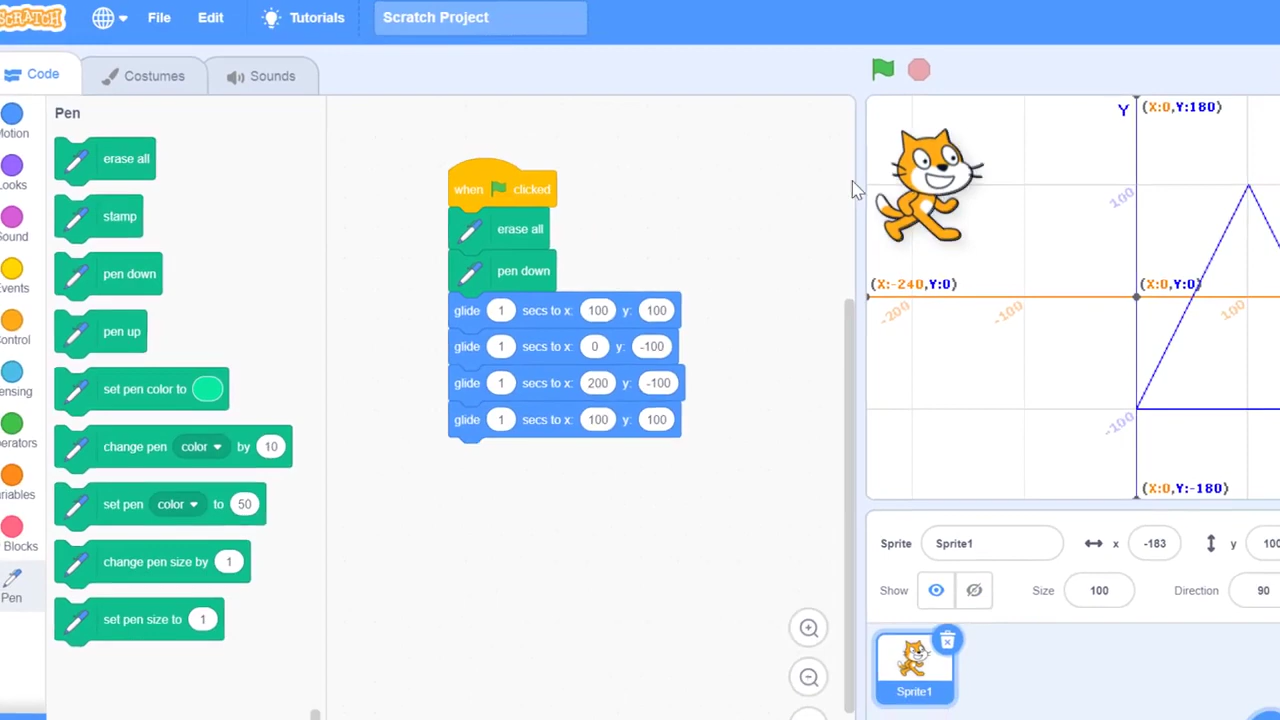 SCRATCH File Edit Tutorials Scratch Project
Code Costumes Sounds
Motion
Looks
Sound
Events
Control
Sensing
Operators
Variables
My Blocks
Pen
Pen
erase all
stamp
pen down
pen up
set pen color to
change pen color by 10
set pen color to 50
change pen size by 1
set pen size to 1
when clicked
erase all
pen down
glide 1 secs to x: 100 y: 100
glide 1 secs to x: 0 y: -100
glide 1 secs to x: 200 y: -100
glide 1 secs to x: 100 y: 100
Y (X:0,Y:180)
100
(X:-240,Y:0) (X:0,Y:0)
-200 -100 100
-100
(X:0,Y:-180)
Sprite Sprite1 x -183 y 100
Show Size 100 Direction 90
Sprite1